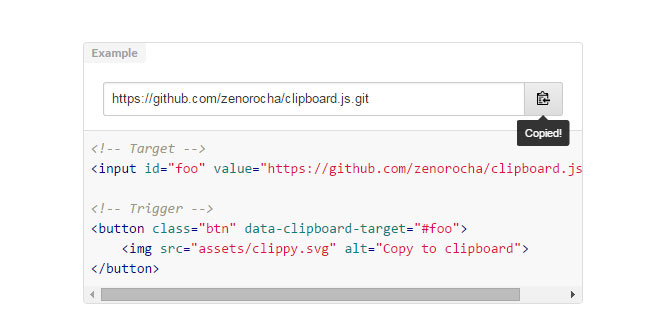 Example
https://github.com/zenorocha/clipboard.js.git
Copied!
<!-- Target -->
<input id="foo" value="https://github.com/zenorocha/clipboard.js
<!-- Trigger -->
<button class="btn" data-clipboard-target="#foo">
<img src="assets/clippy.svg" alt="Copy to clipboard">
</button>